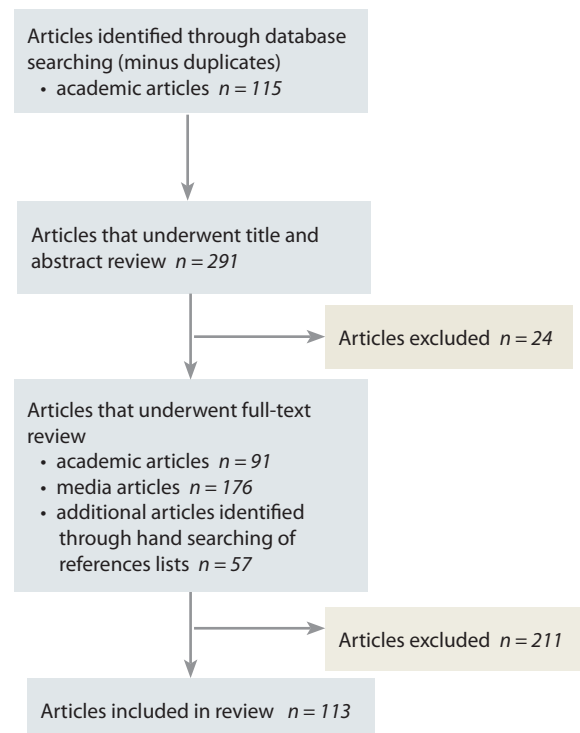 Articles identified through database
searching (minus duplicates)
• academic articles n = 115
Articles that underwent title and
abstract review n = 291
Articles excluded n = 24
Articles that underwent full-text
review
• academic articles n = 91
• media articles n = 176
• additional articles identified
through hand searching of
references lists n = 57
Articles excluded n = 211
Articles included in review n = 113